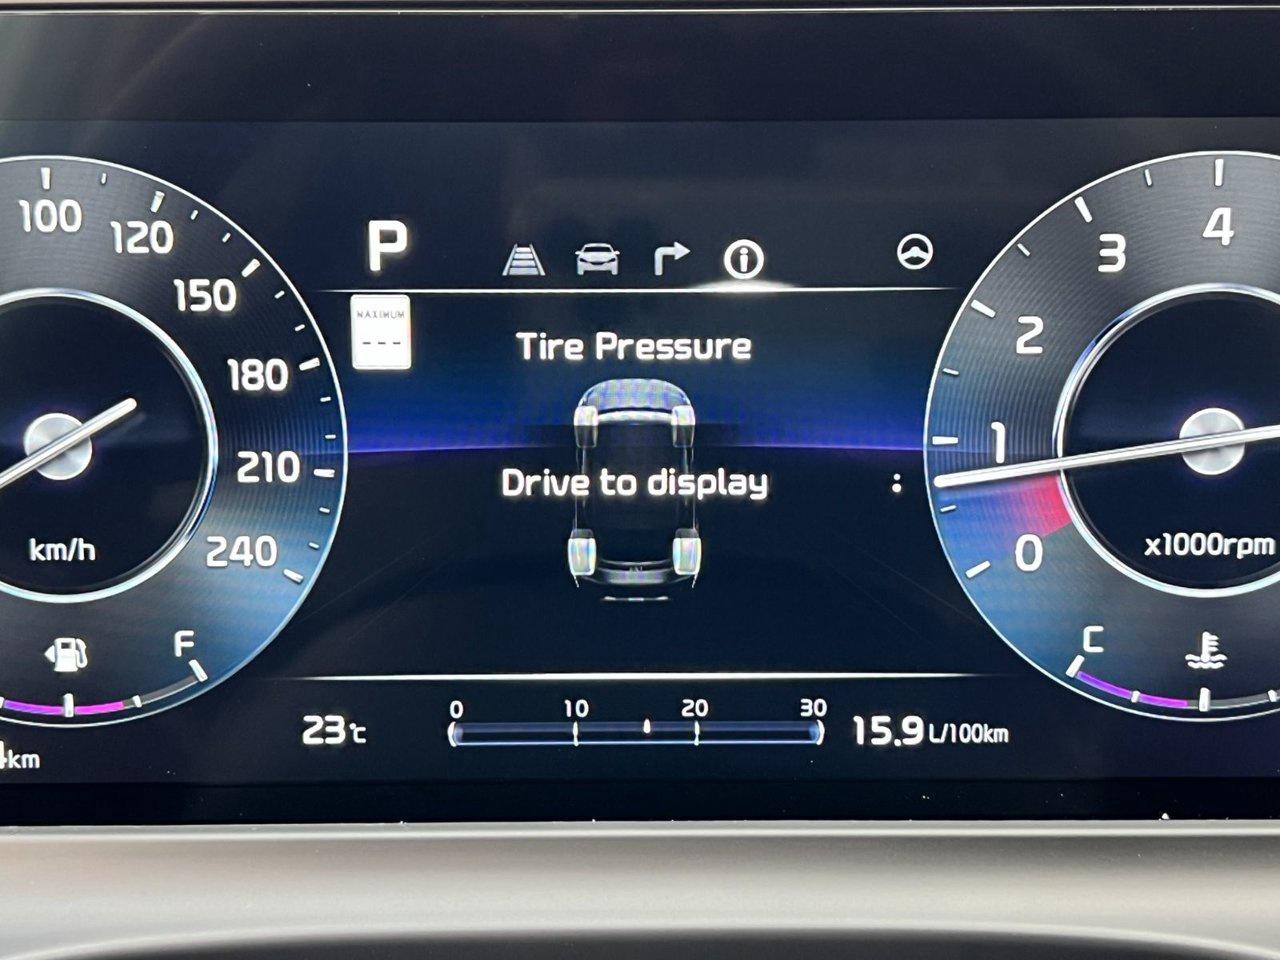 100
120
150
180
210
240
km/h
F
km
P
MAXIMUM
---
Tire Pressure
Drive to display
:
23℃
0 10 20 30
15.9 L/100km
4
3
2
1
0
x1000rpm
C